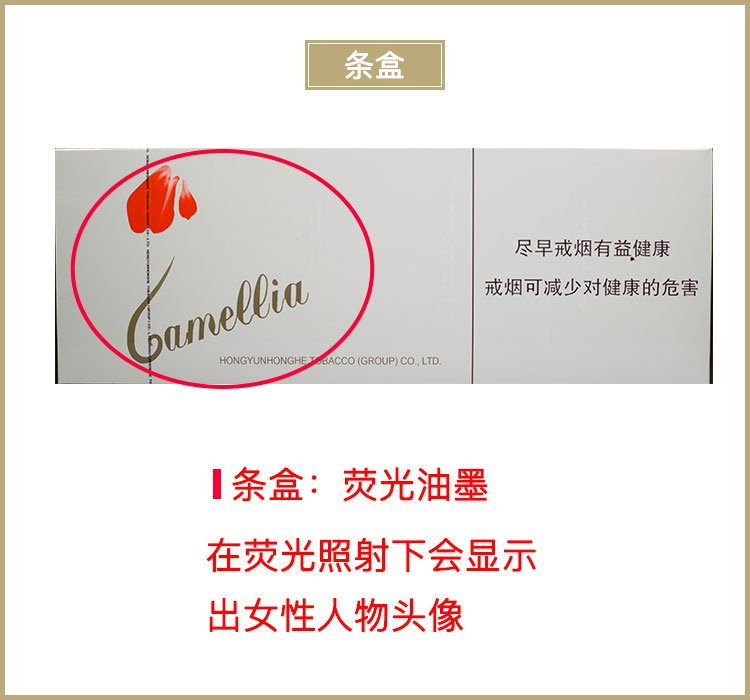 条盒
Camellia
HONGYUNHONGHE TOBACCO (GROUP) CO., LTD.
尽早戒烟有益健康
戒烟可减少对健康的危害
条盒：荧光油墨
在荧光照射下会显示
出女性人物头像